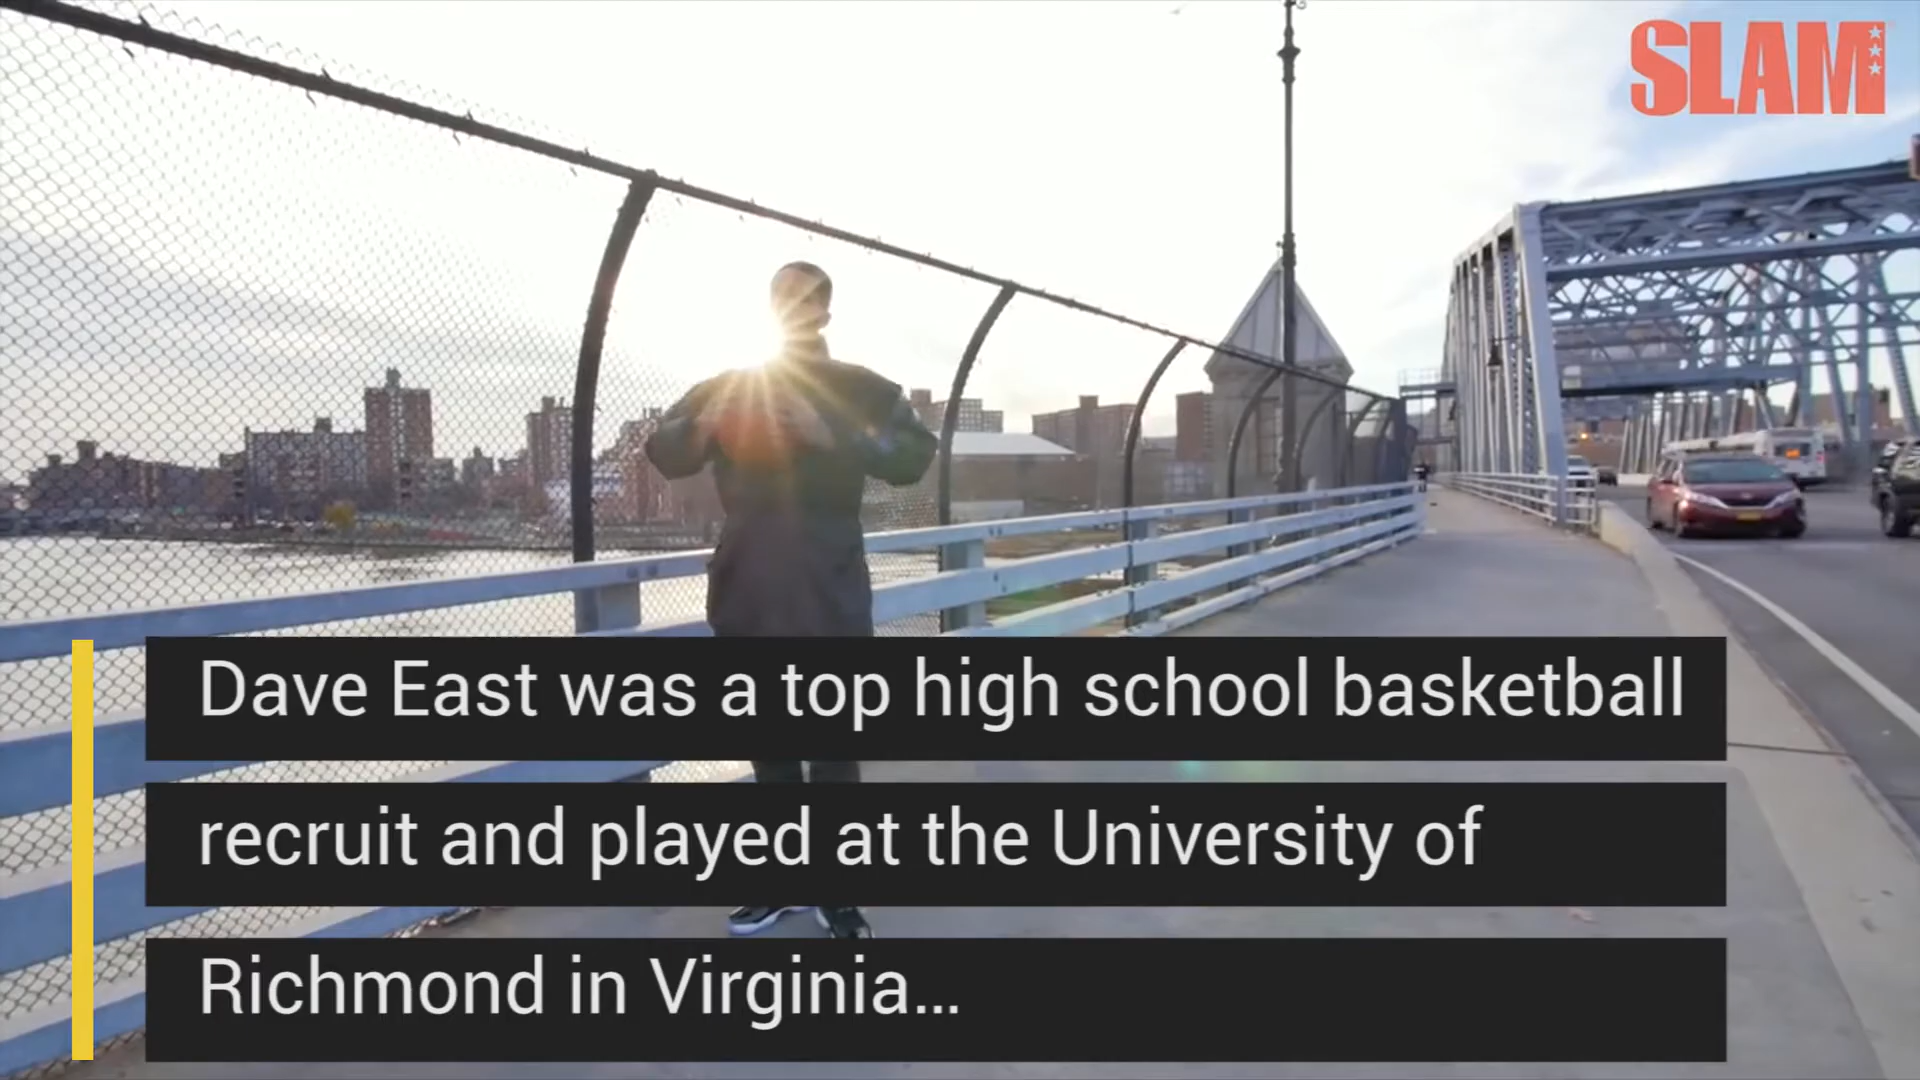 SLAM
Dave East was a top high school basketball
recruit and played at the University of
Richmond in Virginia...